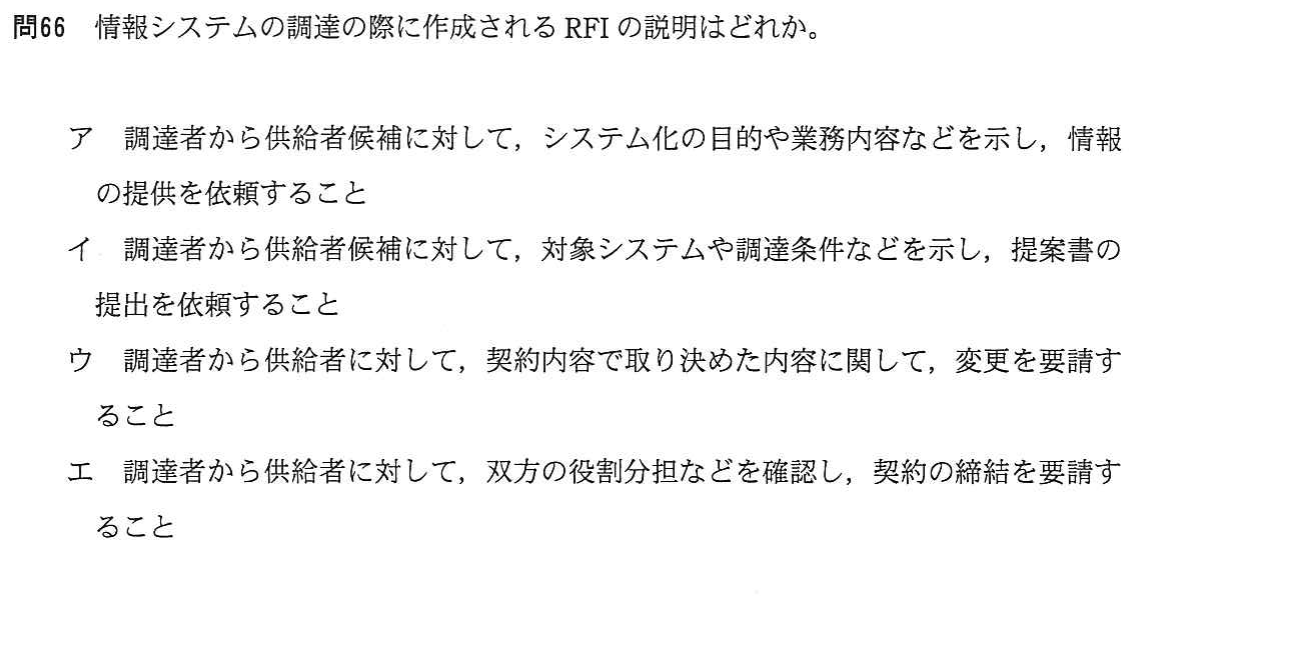 問66 情報システムの調達の際に作成される RFI の説明はどれか。
ア 調達者から供給者候補に対して，システム化の目的や業務内容などを示し，情報
の提供を依頼すること
イ 調達者から供給者候補に対して，対象システムや調達条件などを示し，提案書の
提出を依頼すること
ウ 調達者から供給者に対して，契約内容で取り決めた内容に関して，変更を要請す
ること
エ 調達者から供給者に対して，双方の役割分担などを確認し，契約の締結を要請す
ること